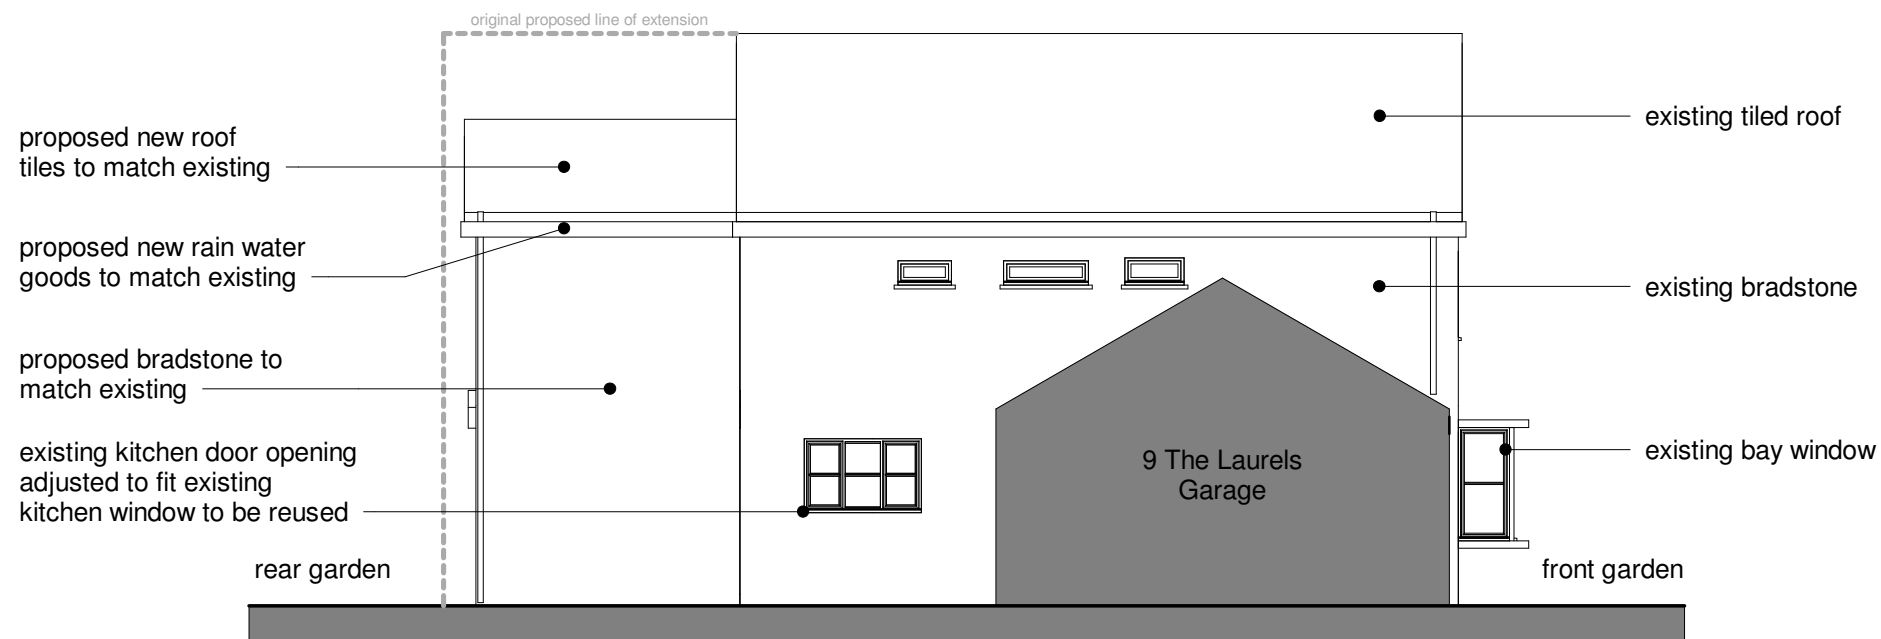 original proposed line of extension
proposed new roof
tiles to match existing
proposed new rain water
goods to match existing
proposed bradstone to
match existing
existing kitchen door opening
adjusted to fit existing
kitchen window to be reused
rear garden
9 The Laurels
Garage
existing tiled roof
existing bradstone
existing bay window
front garden